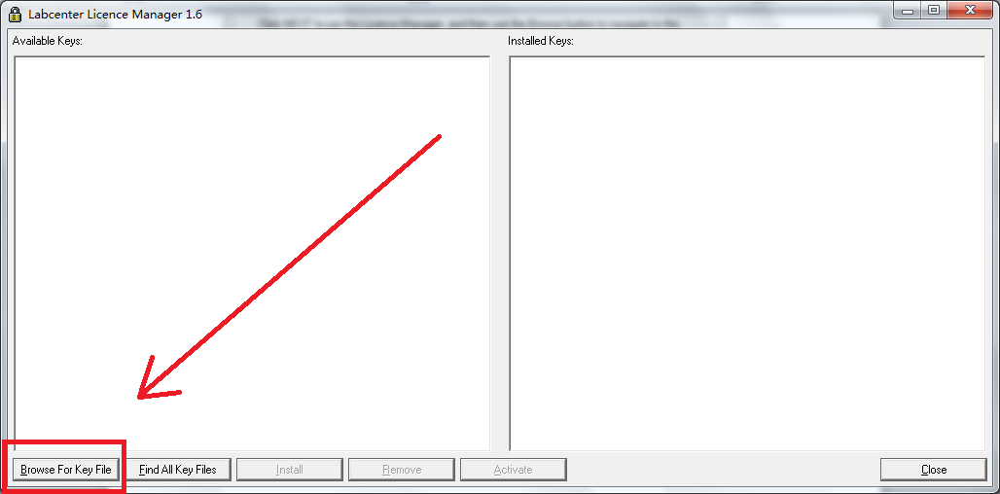 Labcenter Licence Manager 1.6
Available Keys:
Installed Keys:
Browse For Key File
Find All Key Files
Install
Remove
Activate
Close